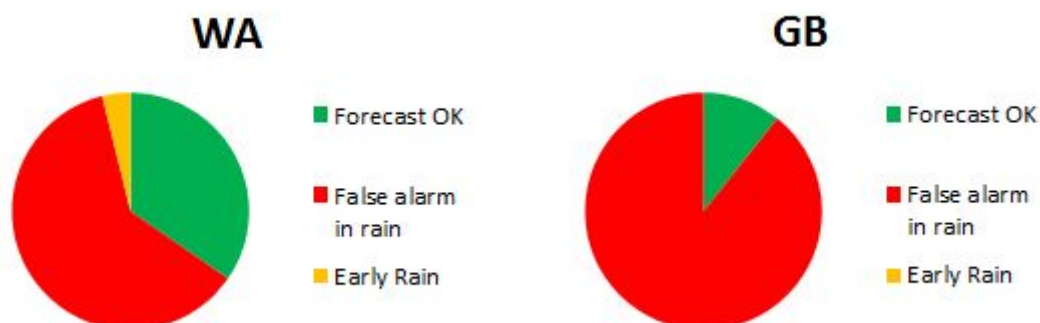 WA
Forecast OK
False alarm
in rain
Early Rain
GB
Forecast OK
False alarm
in rain
Early Rain